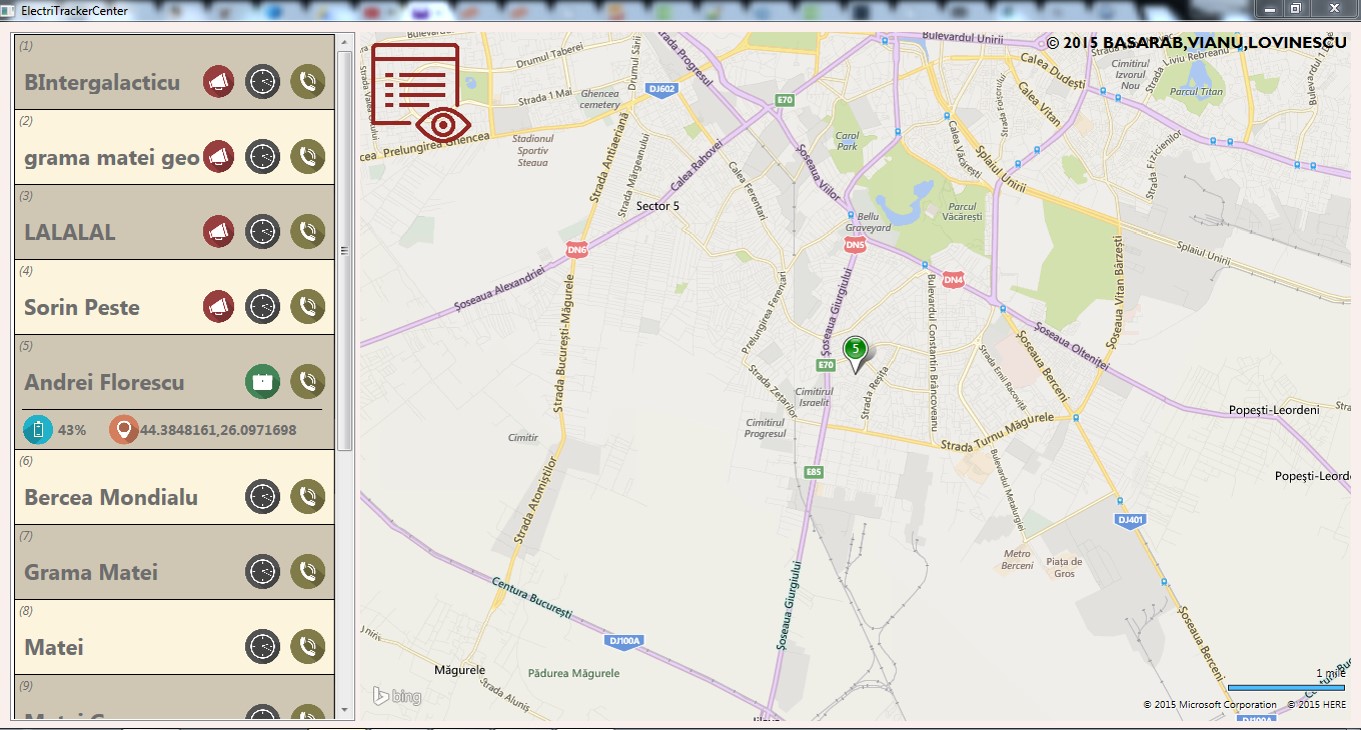 ElectriTrackerCenter
(1)
BIntergalacticu
(2)
grama matei geo
(3)
LALALAL
(4)
Sorin Peste
(5)
Andrei Florescu
43%
44.3848161,26.0971698
(6)
Bercea Mondialu
(7)
Grama Matei
(8)
Matei
(9)
© 2015 BASARAB,VIANU,LOVINESCU
Bulevardul Unirii
Drumul Taberei
Drumul Sării
Șoseaua Progresul
Strada Liviu Rebreanu
Calea Dudești
Cimitirul
Izvorul
Nou
Parcul Titan
DJ602
E70
Strada 1 Mai
Ghencea
cemetery
Calea Vitan
Prelungirea Ghencea
Stadionul
Sportiv
Steaua
Strada Antiaeriană
Strada Mărgeanului
Calea Rahovei
Carol
Park
Șoseaua Viilor
Calea Văcărești
Splaiul Unirii
Strada Fizicienilor
Calea Ferentari
Sector 5
Bellu
Graveyard
Parcul
Văcărești
DN6
DN5
DN4
Splaiul Unirii
Șoseaua Alexandriei
Strada București-Măgurele
Prelungirea Ferentari
Șoseaua Giurgiului
Bulevardul Constantin Brâncoveanu
Șoseaua Vitan Bârzești
Șoseaua Olteniței
Șoseaua Berceni
5
E70
Strada Zețarilor
Cimitirul
Israelit
Strada Reșița
Strada Emil Racoviță
Cimitirul
Progresul
Popești-Leordeni
Cimitir
Strada Turnu Măgurele
E85
Bulevardul Metalurgiei
Popești-Leord
Strada Atomiștilor
DJ401
Metro
Berceni
Piața de
Gros
Centura București
Șoseaua Giurgiului
Șoseaua Berceni
DJ100A
Măgurele
Pădurea Măgurele
Strada Aluniș
bing
1 mile
© 2015 Microsoft Corporation © 2015 HERE
DJ100A